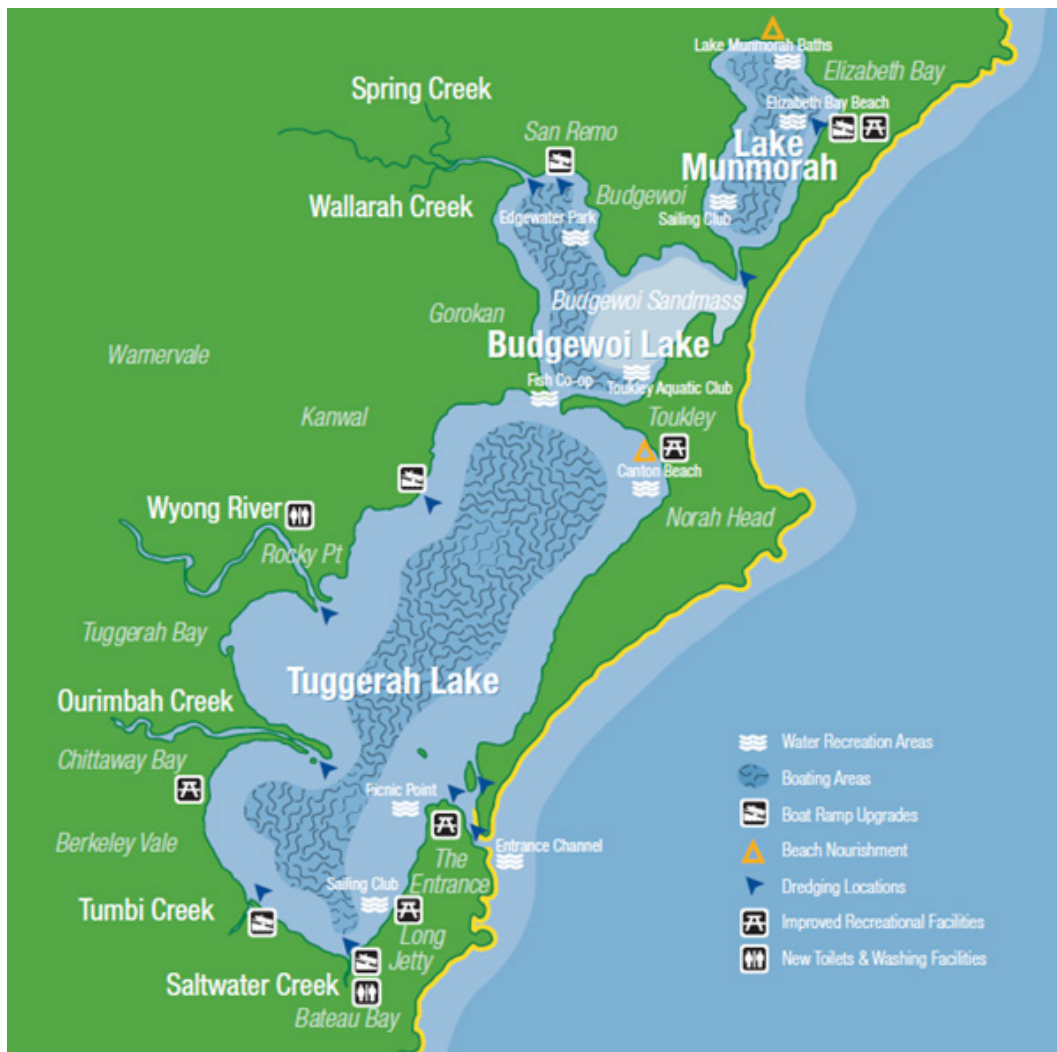 Lake Munmorah Baths
Elizabeth Bay
Spring Creek
Elizabeth Bay Beach
San Remo
Lake
Munmorah
Budgewoi
Wallarah Creek
Edgewater Park
Sailing Club
Budgewoi Sandmass
Gorokan
Warnervale
Budgewoi Lake
Fish Co-op
Toukley Aquatic Club
Kanwal
Toukley
Canton Beach
Wyong River
Norah Head
Rocky Pt
Tuggerah Bay
Tuggerah Lake
Ourimbah Creek
Chittaway Bay
Picnic Point
Berkeley Vale
Entrance Channel
The
Entrance
Sailing Club
Tumbi Creek
Long
Jetty
Saltwater Creek
Bateau Bay
Water Recreation Areas
Boating Areas
Boat Ramp Upgrades
Beach Nourishment
Dredging Locations
Improved Recreational Facilities
New Toilets & Washing Facilities